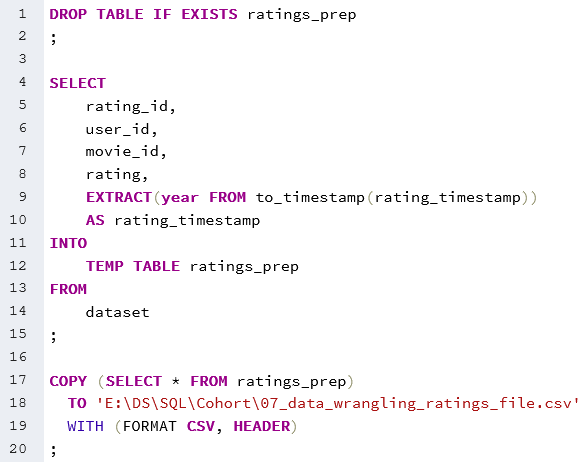 1 DROP TABLE IF EXISTS ratings_prep
2 ;
3
4 SELECT
5     rating_id,
6     user_id,
7     movie_id,
8     rating,
9     EXTRACT(year FROM to_timestamp(rating_timestamp))
10     AS rating_timestamp
11 INTO
12     TEMP TABLE ratings_prep
13 FROM
14     dataset
15 ;
16
17 COPY (SELECT * FROM ratings_prep)
18   TO 'E:\DS\SQL\Cohort\07_data_wrangling_ratings_file.csv'
19   WITH (FORMAT CSV, HEADER)
20 ;